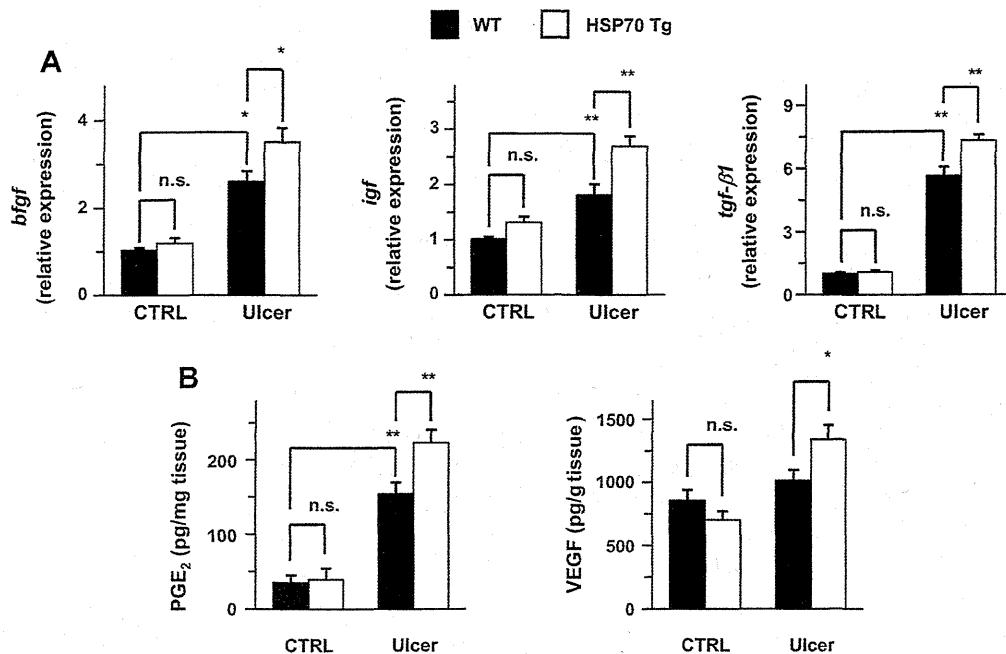 WT HSP70 Tg
A
bfgf
(relative expression)
4
2
0
n.s.
*
*
CTRL Ulcer
igf
(relative expression)
3
2
1
0
n.s.
**
**
CTRL Ulcer
tgf-β1
(relative expression)
9
6
3
0
n.s.
**
**
CTRL Ulcer
B
PGE2 (pg/mg tissue)
200
100
0
n.s.
**
**
CTRL Ulcer
VEGF (pg/g tissue)
1500
1000
500
0
n.s.
*
CTRL Ulcer